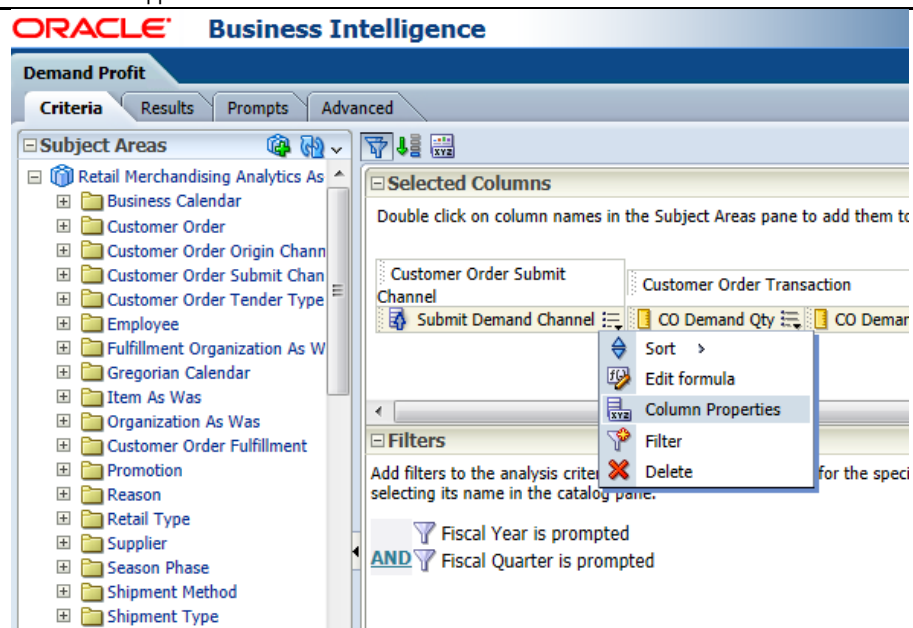 ORACLE Business Intelligence
Demand Profit
Criteria Results Prompts Advanced
Subject Areas
Retail Merchandising Analytics As
Business Calendar
Customer Order
Customer Order Origin Chann
Customer Order Submit Chan
Customer Order Tender Type
Employee
Fulfillment Organization As W
Gregorian Calendar
Item As Was
Organization As Was
Customer Order Fulfillment
Promotion
Reason
Retail Type
Supplier
Season Phase
Shipment Method
Shipment Type
XYZ
Selected Columns
Double click on column names in the Subject Areas pane to add them to
Customer Order Submit
Channel
Customer Order Transaction
Submit Demand Channel CO Demand Qty CO Deman
Sort >
Edit formula
Column Properties
Filter
Delete
Filters
Add filters to the analysis criter for the speci
selecting its name in the catalog pane.
Fiscal Year is prompted
AND Fiscal Quarter is prompted